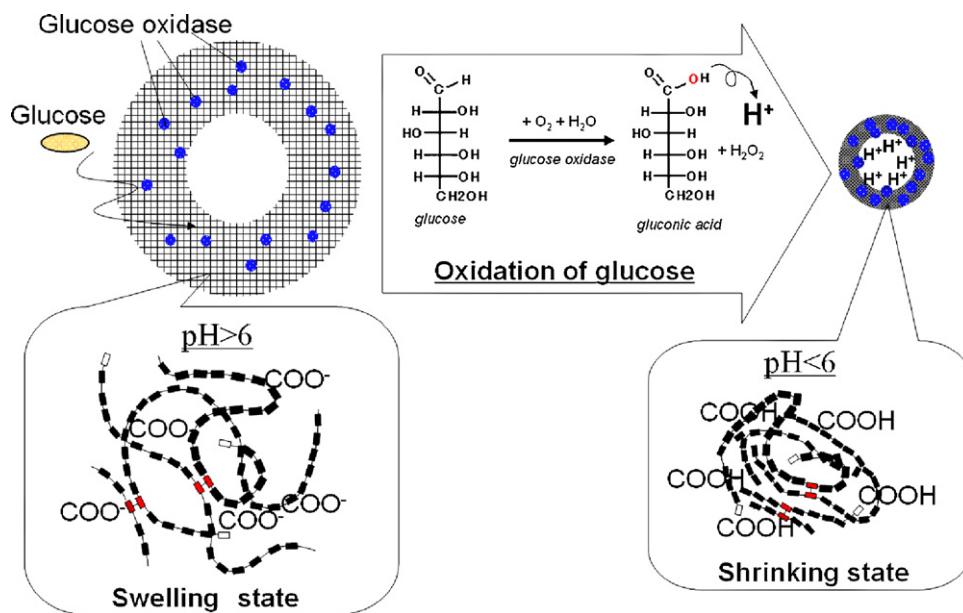 Glucose oxidase
Glucose
O
H
C
H
OH
HO
H
H
OH
H
OH
CH2OH
glucose
+ O2 + H2O
glucose oxidase
O
OH
C
H
OH
HO
H
H
OH
H
OH
CH2OH
gluconic acid
H+
+ H2O2
Oxidation of glucose
H+
H+
H+
H+
H+
H+
pH>6
COO-
COO-
COO-
COO-
COO-
Swelling state
pH<6
COOH
COOH
COOH
COOH
COOH
Shrinking state